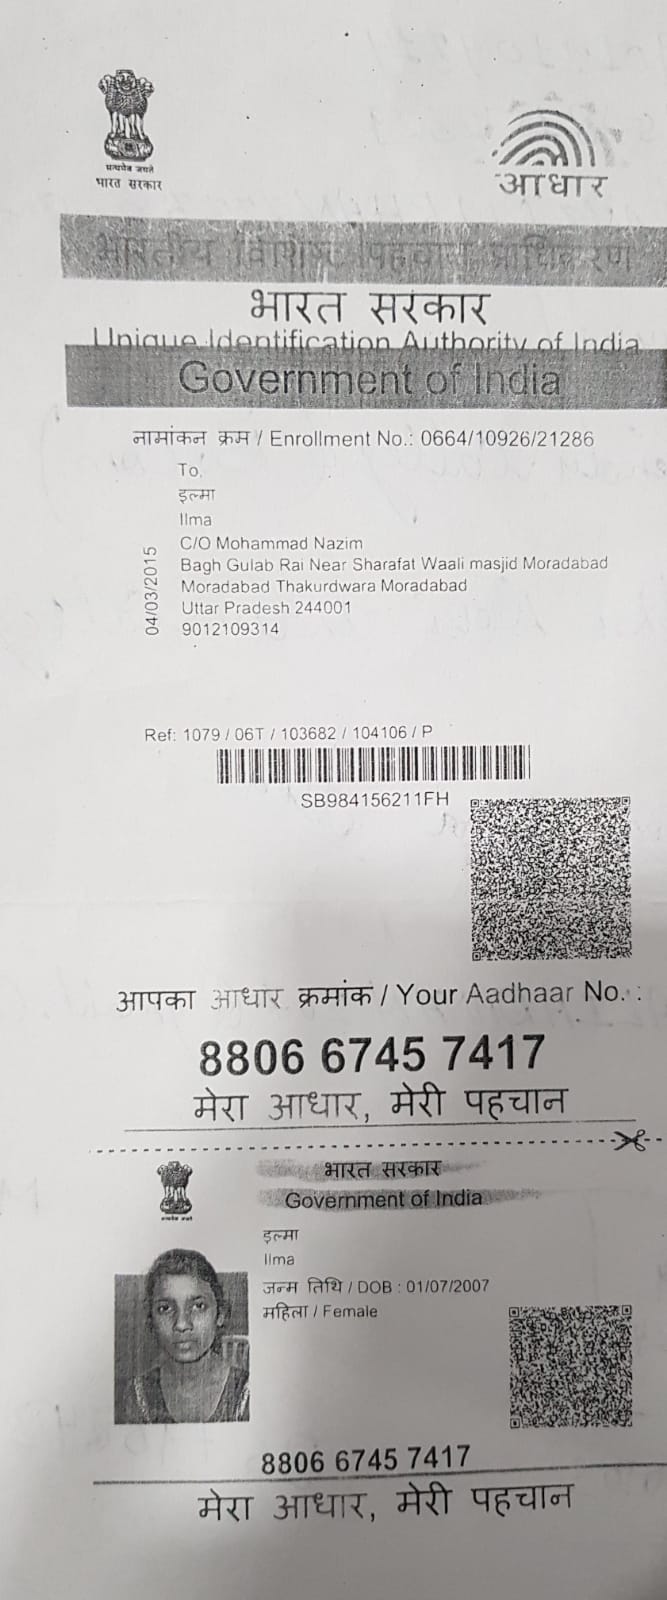 सत्यमेव जयते
भारत सरकार
आधार
भारतीय विशिष्ट पहचान प्राधिकरण
भारत सरकार
Unique Identification Authority of India
Government of India
नामांकन क्रम / Enrollment No.: 0664/10926/21286
To,
इल्मा
Ilma
C/O Mohammad Nazim
Bagh Gulab Rai Near Sharafat Waali masjid Moradabad
Moradabad Thakurdwara Moradabad
Uttar Pradesh 244001
9012109314
04/03/2015
Ref: 1079 / 06T / 103682 / 104106 / P
SB984156211FH
आपका आधार क्रमांक / Your Aadhaar No. :
8806 6745 7417
मेरा आधार, मेरी पहचान
भारत सरकार
Government of India
इल्मा
Ilma
जन्म तिथि / DOB : 01/07/2007
महिला / Female
8806 6745 7417
मेरा आधार, मेरी पहचान